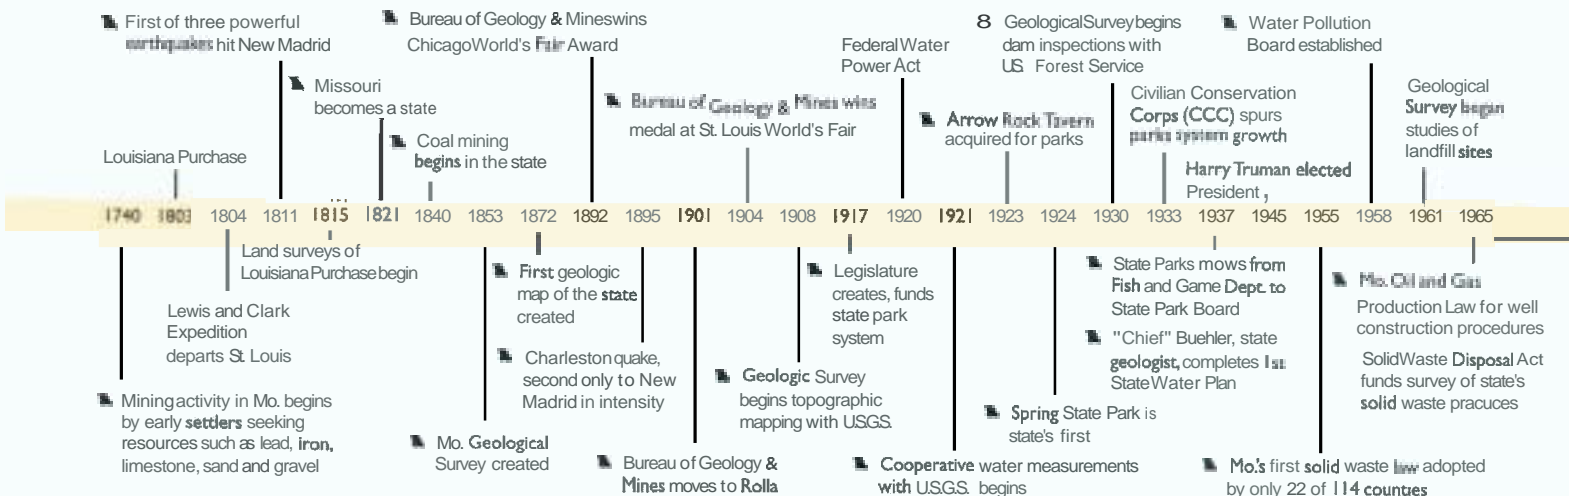 First of three powerful
earthquakes hit New Madrid
Missouri
becomes a state
Bureau of Geology & Mineswins
ChicagoWorld's Fair Award
Coal mining
begins in the state
Bureau of Geology & Mines wins
medal at St. Louis World's Fair
Federal Water
Power Act
Arrow Rock Tavern
acquired for parks
8 GeologicalSurveybegins
dam inspections with
U.S. Forest Service
Civilian Conservation
Corps (CCC) spurs
parks system growth
Harry Truman elected
President ,
Water Pollution
Board established
Geological
Survey began
studies of
landfill sites
Louisiana Purchase
1740 1803 1804 1811 1815 1821 1840 1853 1872 1892 1895 1901 1904 1908 1917 1920 1921 1923 1924 1930 1933 1937 1945 1955 1958 1961 1965
Land surveys of
Louisiana Purchase begin
Lewis and Clark
Expedition
departs St. Louis
Mining activity in Mo. begins
by early settlers seeking
resources such as lead, iron,
limestone, sand and gravel
First geologic
map of the state
created
Charleston quake,
second only to New
Madrid in intensity
Mo. Geological
Survey created
Bureau of Geology &
Mines moves to Rolla
Geologic Survey
begins topographic
mapping with U.S.G.S.
Legislature
creates, funds
state park
system
Cooperative water measurements
with U.S.G.S. begins
Spring State Park is
state's first
State Parks mows from
Fish and Game Dept. to
State Park Board
"Chief" Buehler, state
geologist, completes 1st
State Water Plan
Mo.'s first solid waste law adopted
by only 22 of 114 counties
Mo. Oil and Gas
Production Law for well
construction procedures
Solid Waste Disposal Act
funds survey of state's
solid waste pracuces